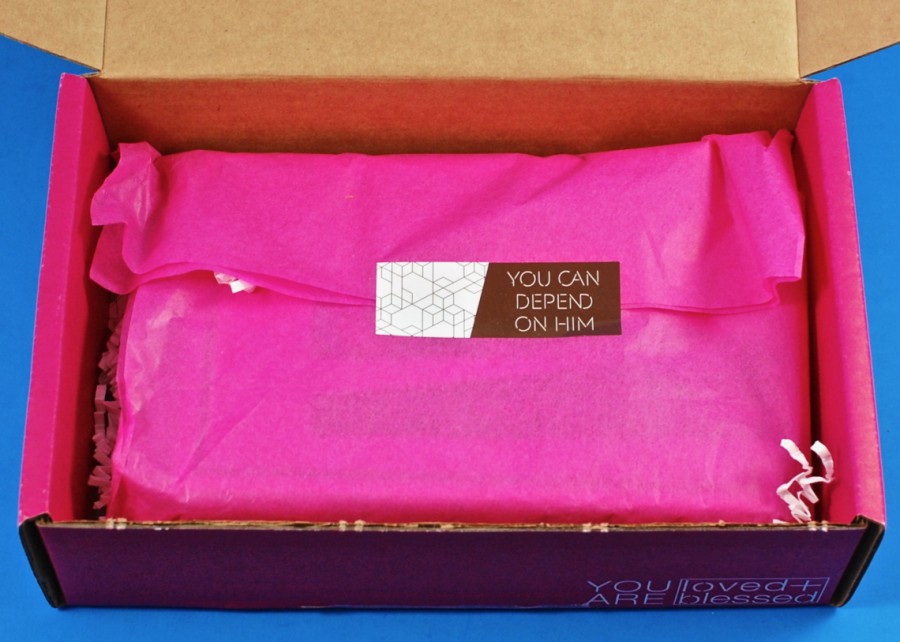 YOU CAN
DEPEND
ON HIM
YOU loved+
ARE blessed